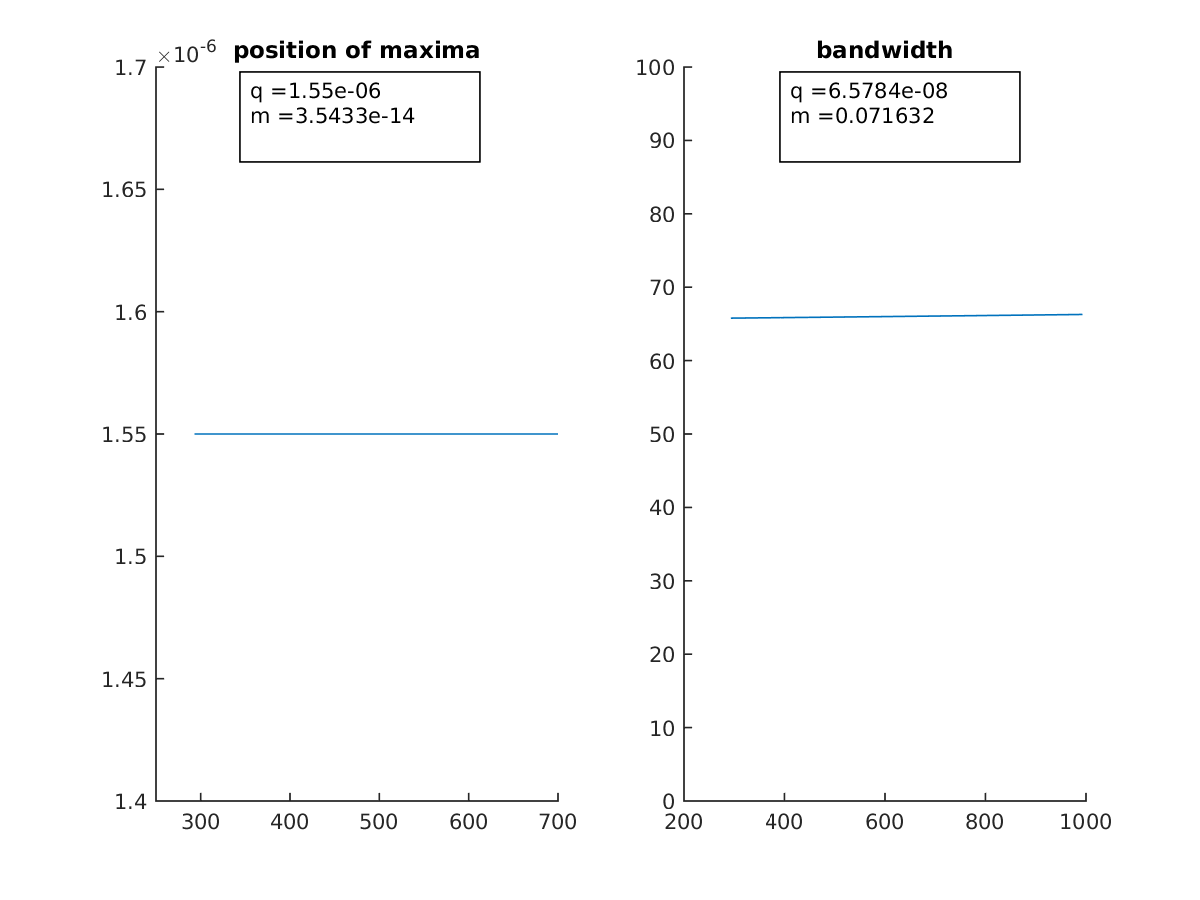 ×10-6
position of maxima
q =1.55e-06
m =3.5433e-14
1.7
1.65
1.6
1.55
1.5
1.45
1.4
300 400 500 600 700
bandwidth
q =6.5784e-08
m =0.071632
100
90
80
70
60
50
40
30
20
10
0
200 400 600 800 1000